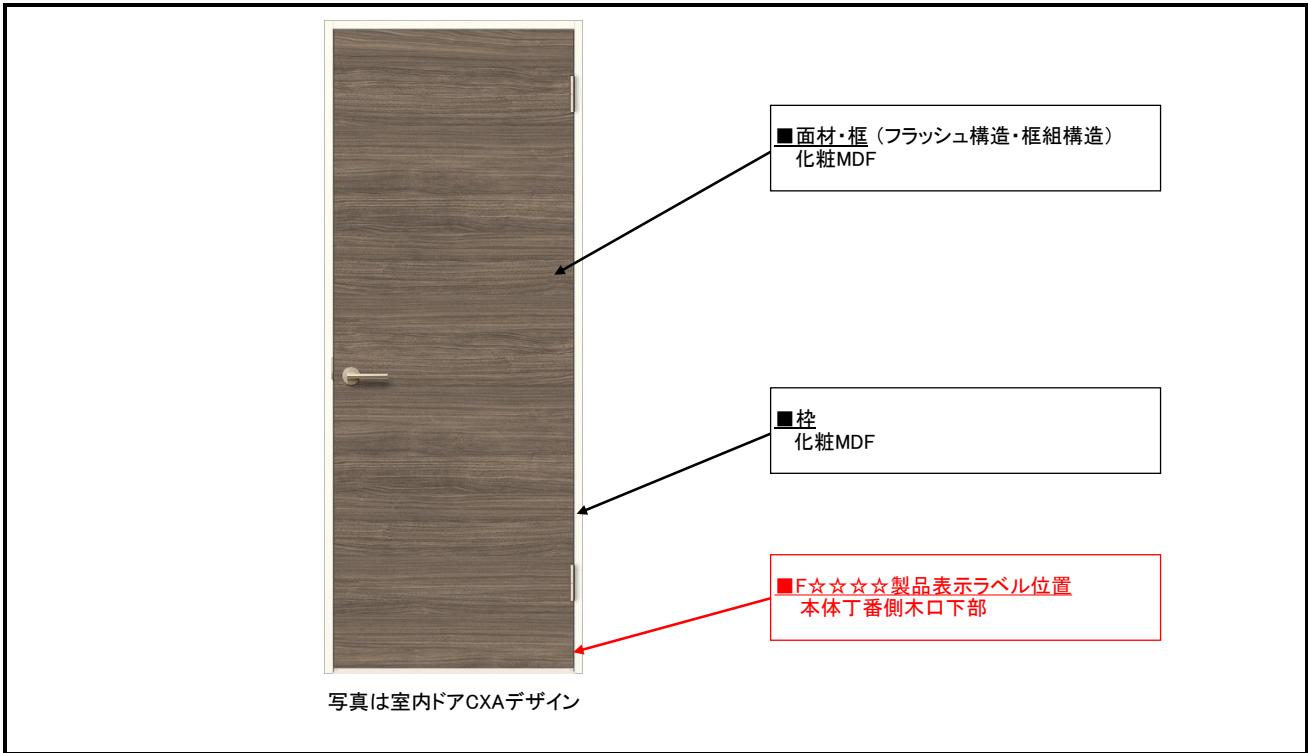 ■面材・框 (フラッシュ構造・框組構造)
化粧MDF
■枠
化粧MDF
■F☆☆☆☆製品表示ラベル位置
本体丁番側木口下部
写真は室内ドアCXAデザイン